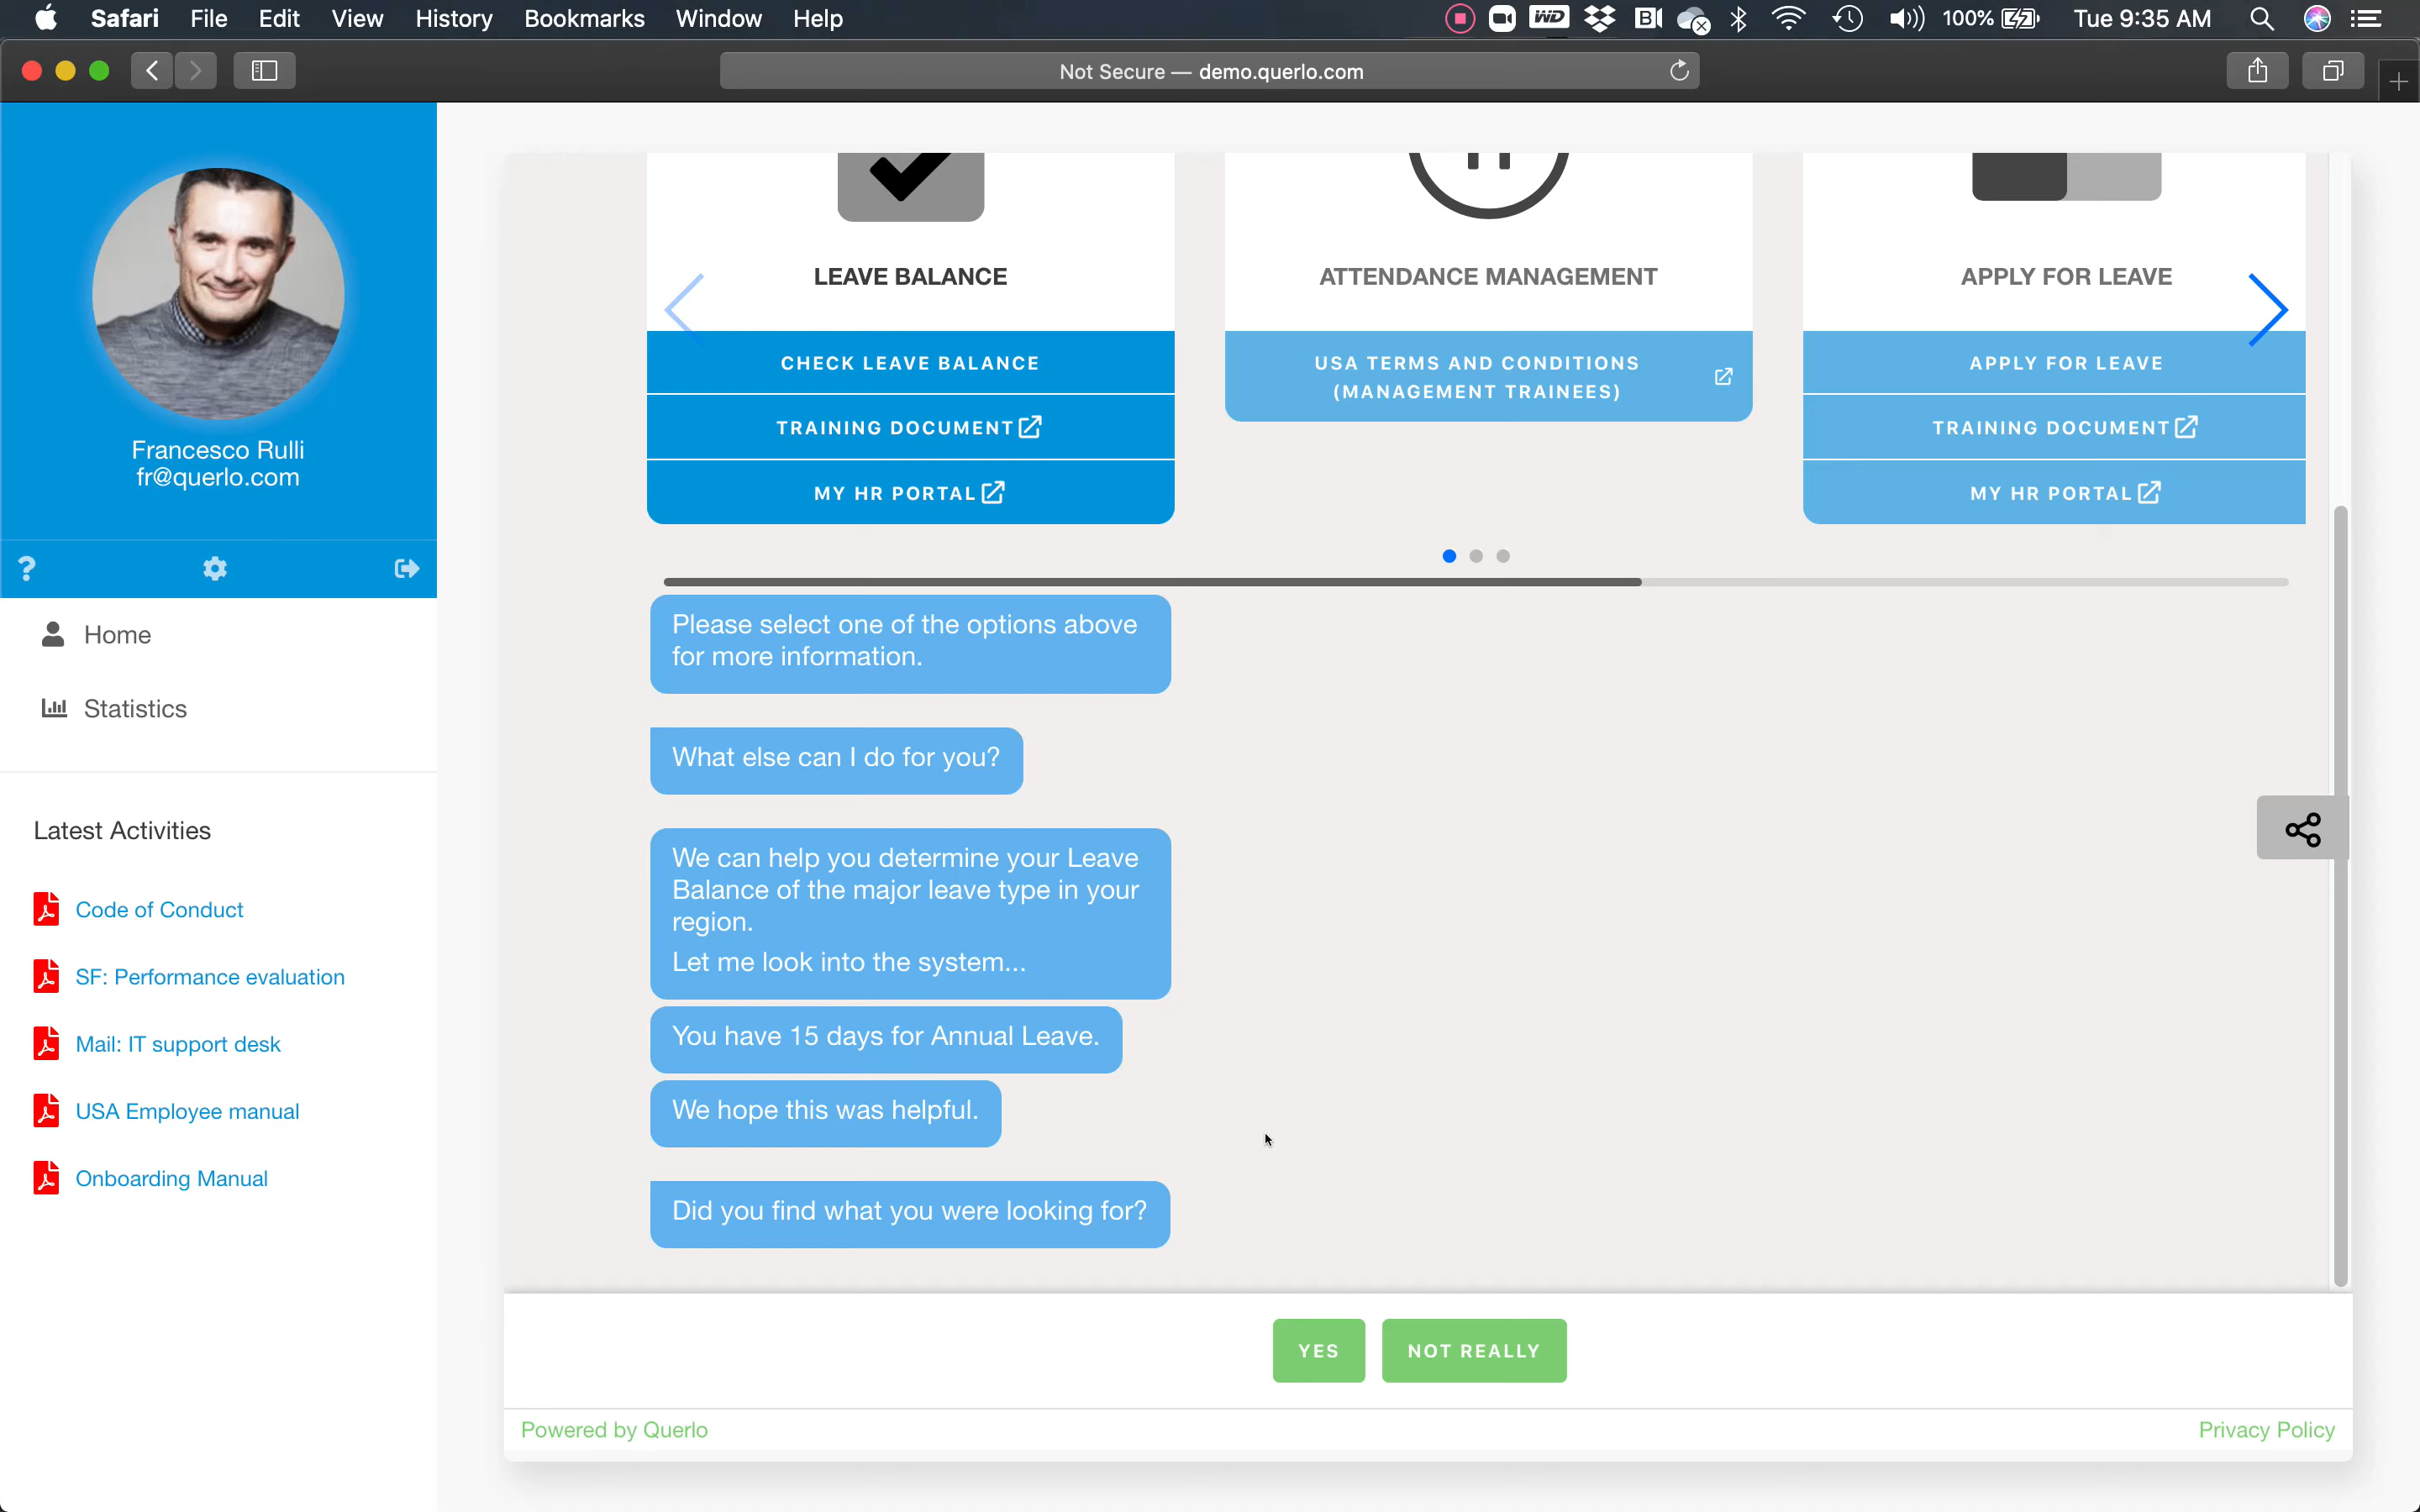 Safari File Edit View History Bookmarks Window Help
WD
100%
Tue 9:35 AM
Not Secure — demo.querlo.com
Francesco Rulli
fr@querlo.com
?
Home
Statistics
Latest Activities
Code of Conduct
SF: Performance evaluation
Mail: IT support desk
USA Employee manual
Onboarding Manual
LEAVE BALANCE
CHECK LEAVE BALANCE
TRAINING DOCUMENT
MY HR PORTAL
ATTENDANCE MANAGEMENT
USA TERMS AND CONDITIONS
(MANAGEMENT TRAINEES)
APPLY FOR LEAVE
APPLY FOR LEAVE
TRAINING DOCUMENT
MY HR PORTAL
Please select one of the options above
for more information.
What else can I do for you?
We can help you determine your Leave
Balance of the major leave type in your
region.
Let me look into the system...
You have 15 days for Annual Leave.
We hope this was helpful.
Did you find what you were looking for?
YES
NOT REALLY
Powered by Querlo
Privacy Policy